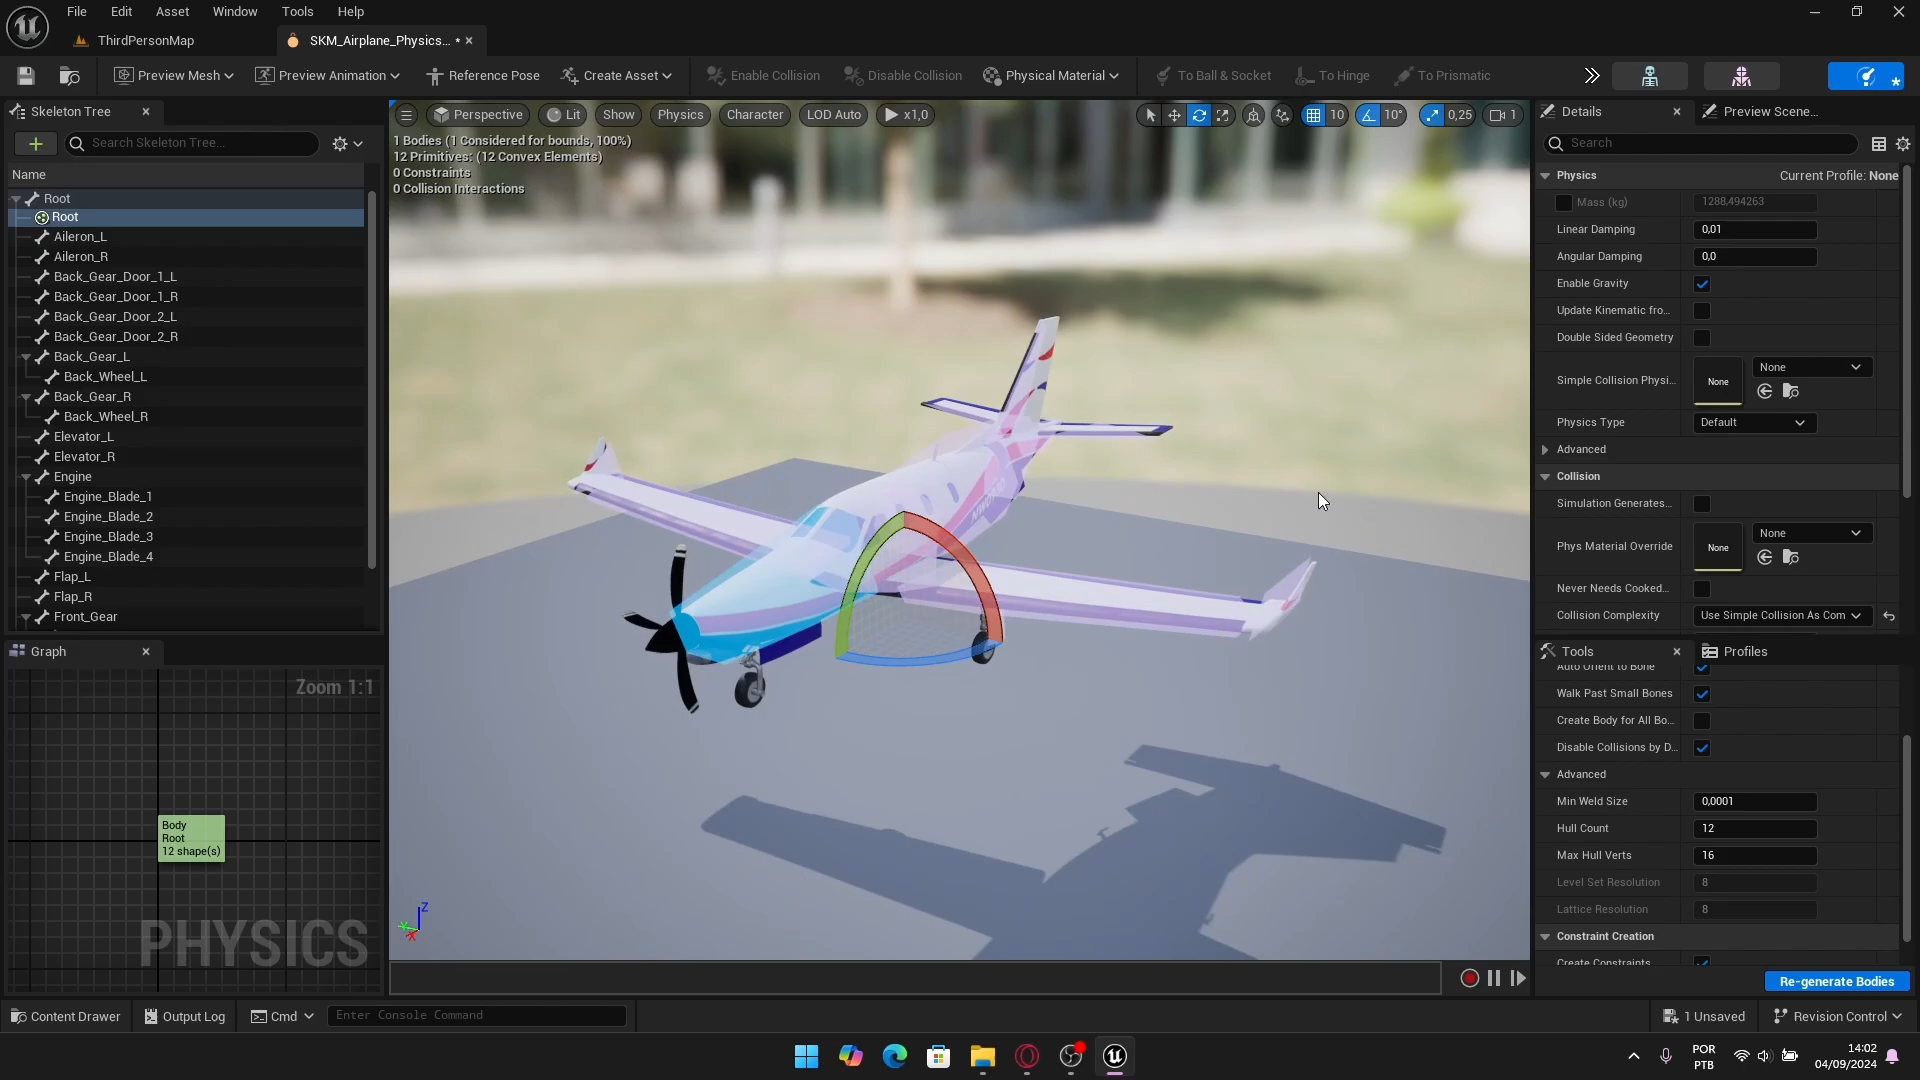 File Edit Asset Window Tools Help
ThirdPersonMap
SKM_Airplane_Physics... *
Preview Mesh
Preview Animation
Reference Pose
Create Asset
Enable Collision
Disable Collision
Physical Material
To Ball & Socket
To Hinge
To Prismatic
Skeleton Tree
Search Skeleton Tree...
Name
Root
Root
Aileron_L
Aileron_R
Back_Gear_Door_1_L
Back_Gear_Door_1_R
Back_Gear_Door_2_L
Back_Gear_Door_2_R
Back_Gear_L
Back_Wheel_L
Back_Gear_R
Back_Wheel_R
Elevator_L
Elevator_R
Engine
Engine_Blade_1
Engine_Blade_2
Engine_Blade_3
Engine_Blade_4
Flap_L
Flap_R
Front_Gear
Graph
Zoom 1:1
Body
Root
12 shape(s)
PHYSICS
Perspective Lit Show Physics Character LOD Auto x1,0
10 10° 0,25 1
1 Bodies (1 Considered for bounds, 100%)
12 Primitives: (12 Convex Elements)
0 Constraints
0 Collision Interactions
Z
Details
Preview Scene...
Search
Physics Current Profile: None
Mass (kg) 1288,494263
Linear Damping 0,01
Angular Damping 0,0
Enable Gravity
Update Kinematic fro...
Double Sided Geometry
Simple Collision Physi... None None
Physics Type Default
Advanced
Collision
Simulation Generates...
Phys Material Override None None
Never Needs Cooked...
Collision Complexity Use Simple Collision As Com
Tools
Profiles
Auto Orient to Bone
Walk Past Small Bones
Create Body for All Bo...
Disable Collisions by D...
Advanced
Min Weld Size 0,0001
Hull Count 12
Max Hull Verts 16
Level Set Resolution 8
Lattice Resolution 8
Constraint Creation
Create Constraints
Re-generate Bodies
Content Drawer Output Log Cmd Enter Console Command
1 Unsaved Revision Control
POR
PTB
14:02
04/09/2024